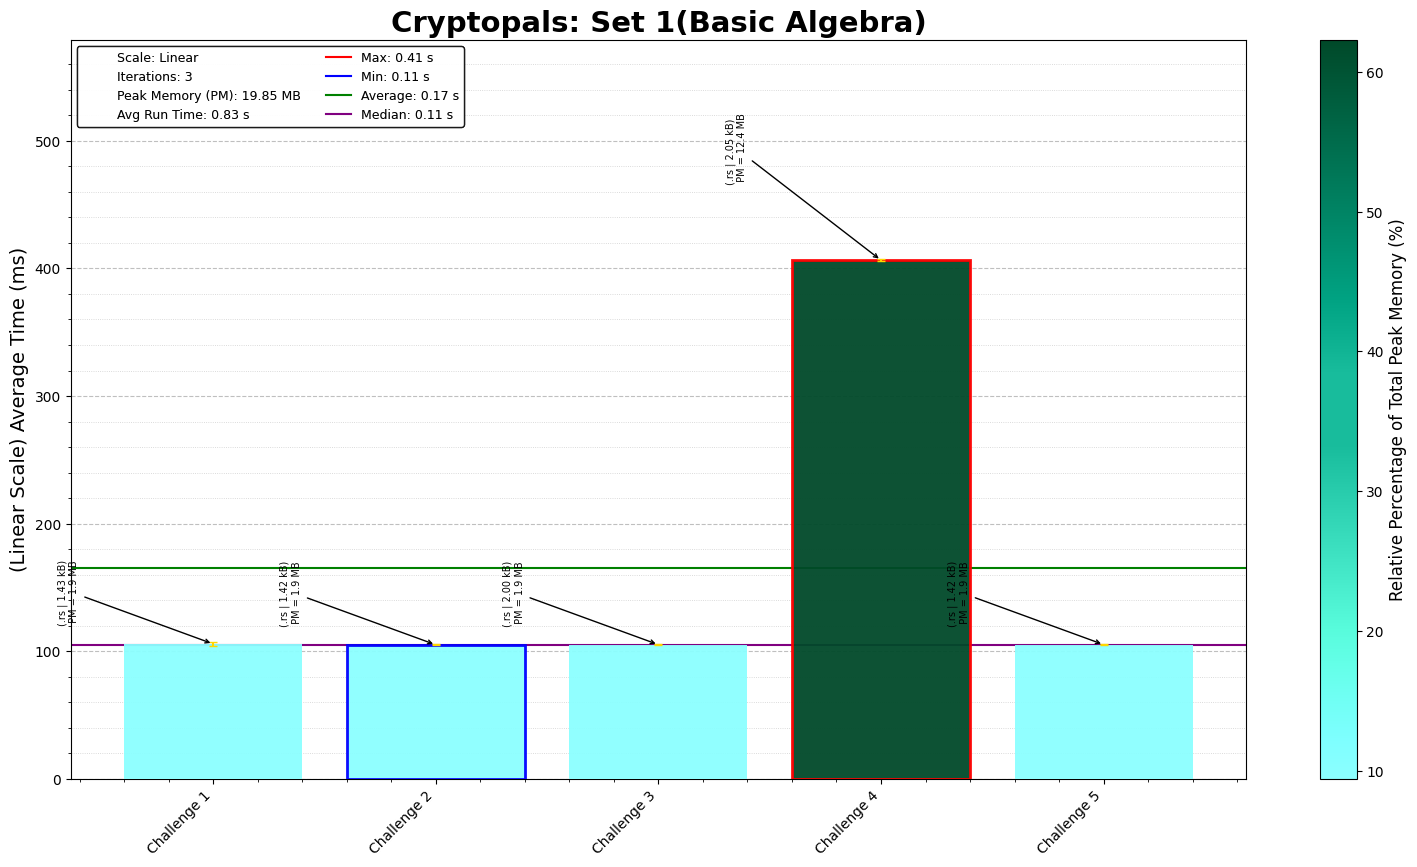 Cryptopals: Set 1(Basic Algebra)
Scale: Linear
Iterations: 3
Peak Memory (PM): 19.85 MB
Avg Run Time: 0.83 s
Max: 0.41 s
Min: 0.11 s
Average: 0.17 s
Median: 0.11 s
(Linear Scale) Average Time (ms)
500
400
300
200
100
0
(.rs | 1.43 kB)
PM = 1.9 MB
(.rs | 1.42 kB)
PM = 1.9 MB
(.rs | 2.00 kB)
PM = 1.9 MB
(.rs | 2.05 kB)
PM = 12.4 MB
(.rs | 1.42 kB)
PM = 1.9 MB
Challenge 1
Challenge 2
Challenge 3
Challenge 4
Challenge 5
60
50
40
30
20
10
Relative Percentage of Total Peak Memory (%)